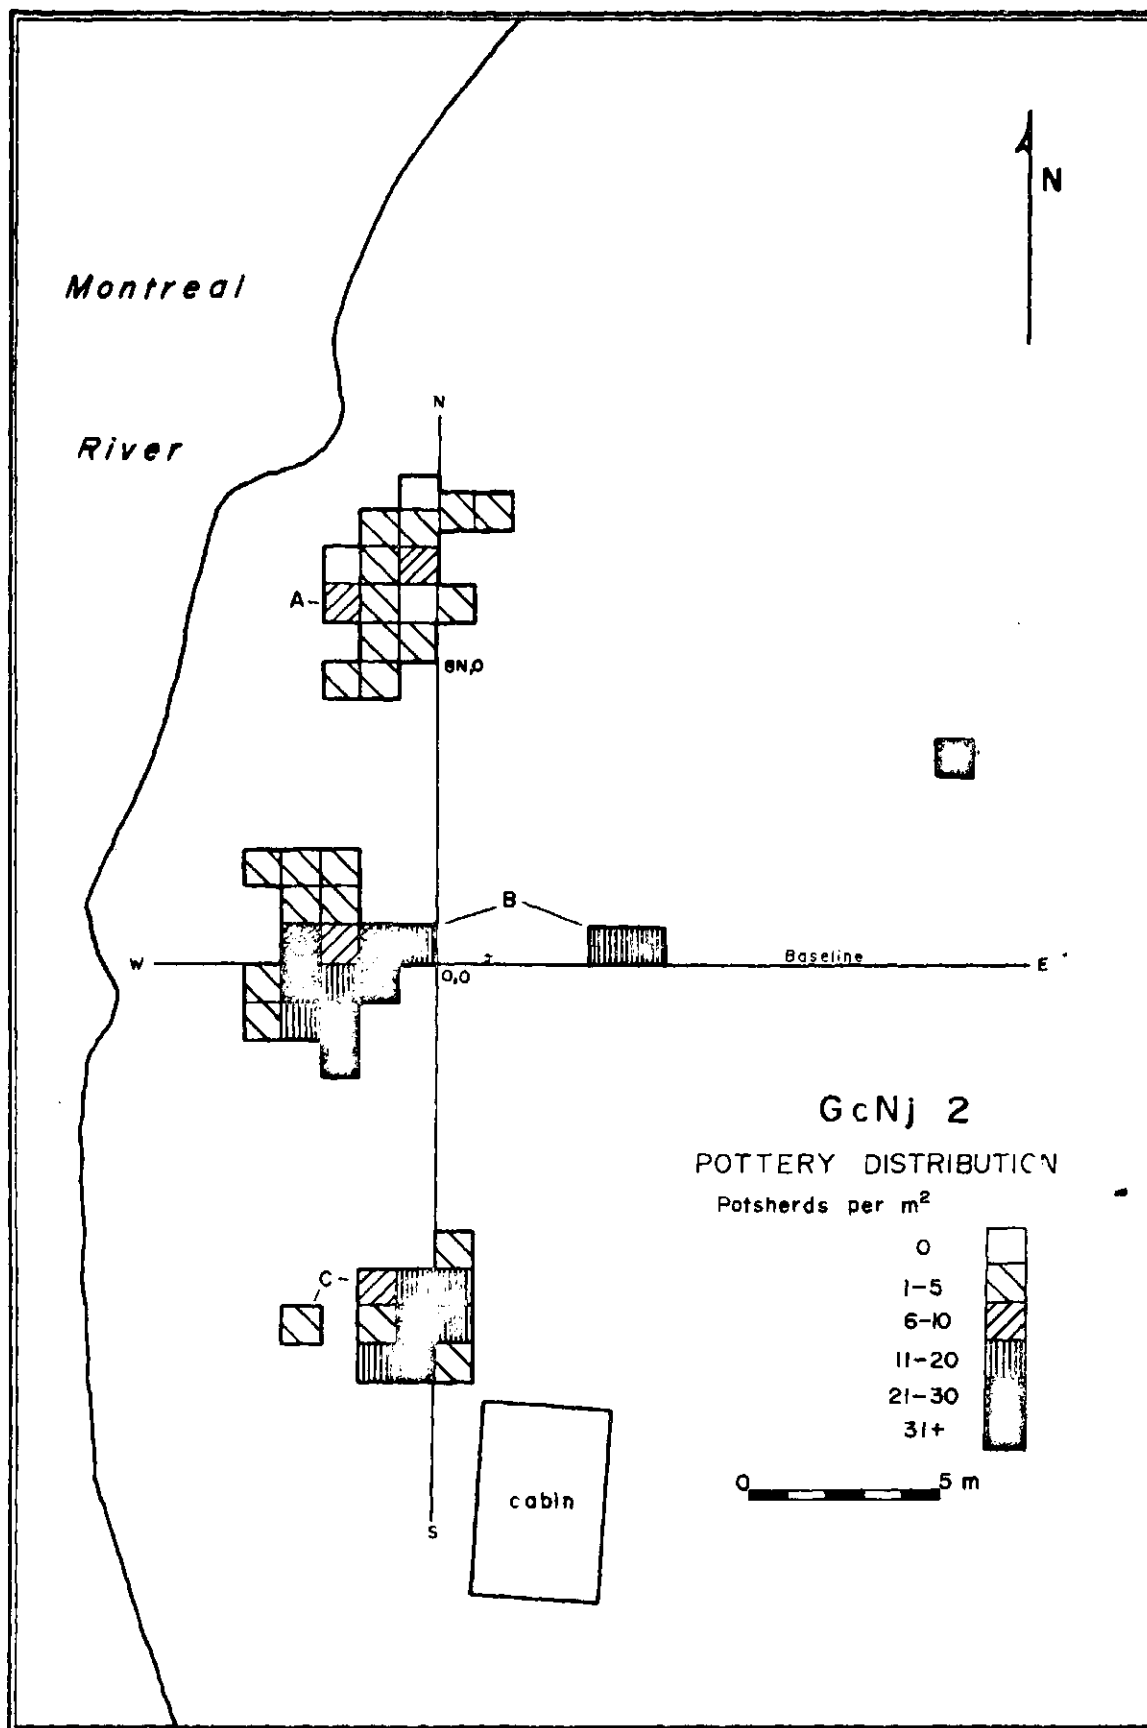 N
Montreal
River
N
A-
8N,0
B
W
0,0
Baseline
E
GcNj 2
POTTERY DISTRIBUTION
Potsherds per m²
0
1-5
6-10
11-20
21-30
31+
C-
0 5 m
cabin
S